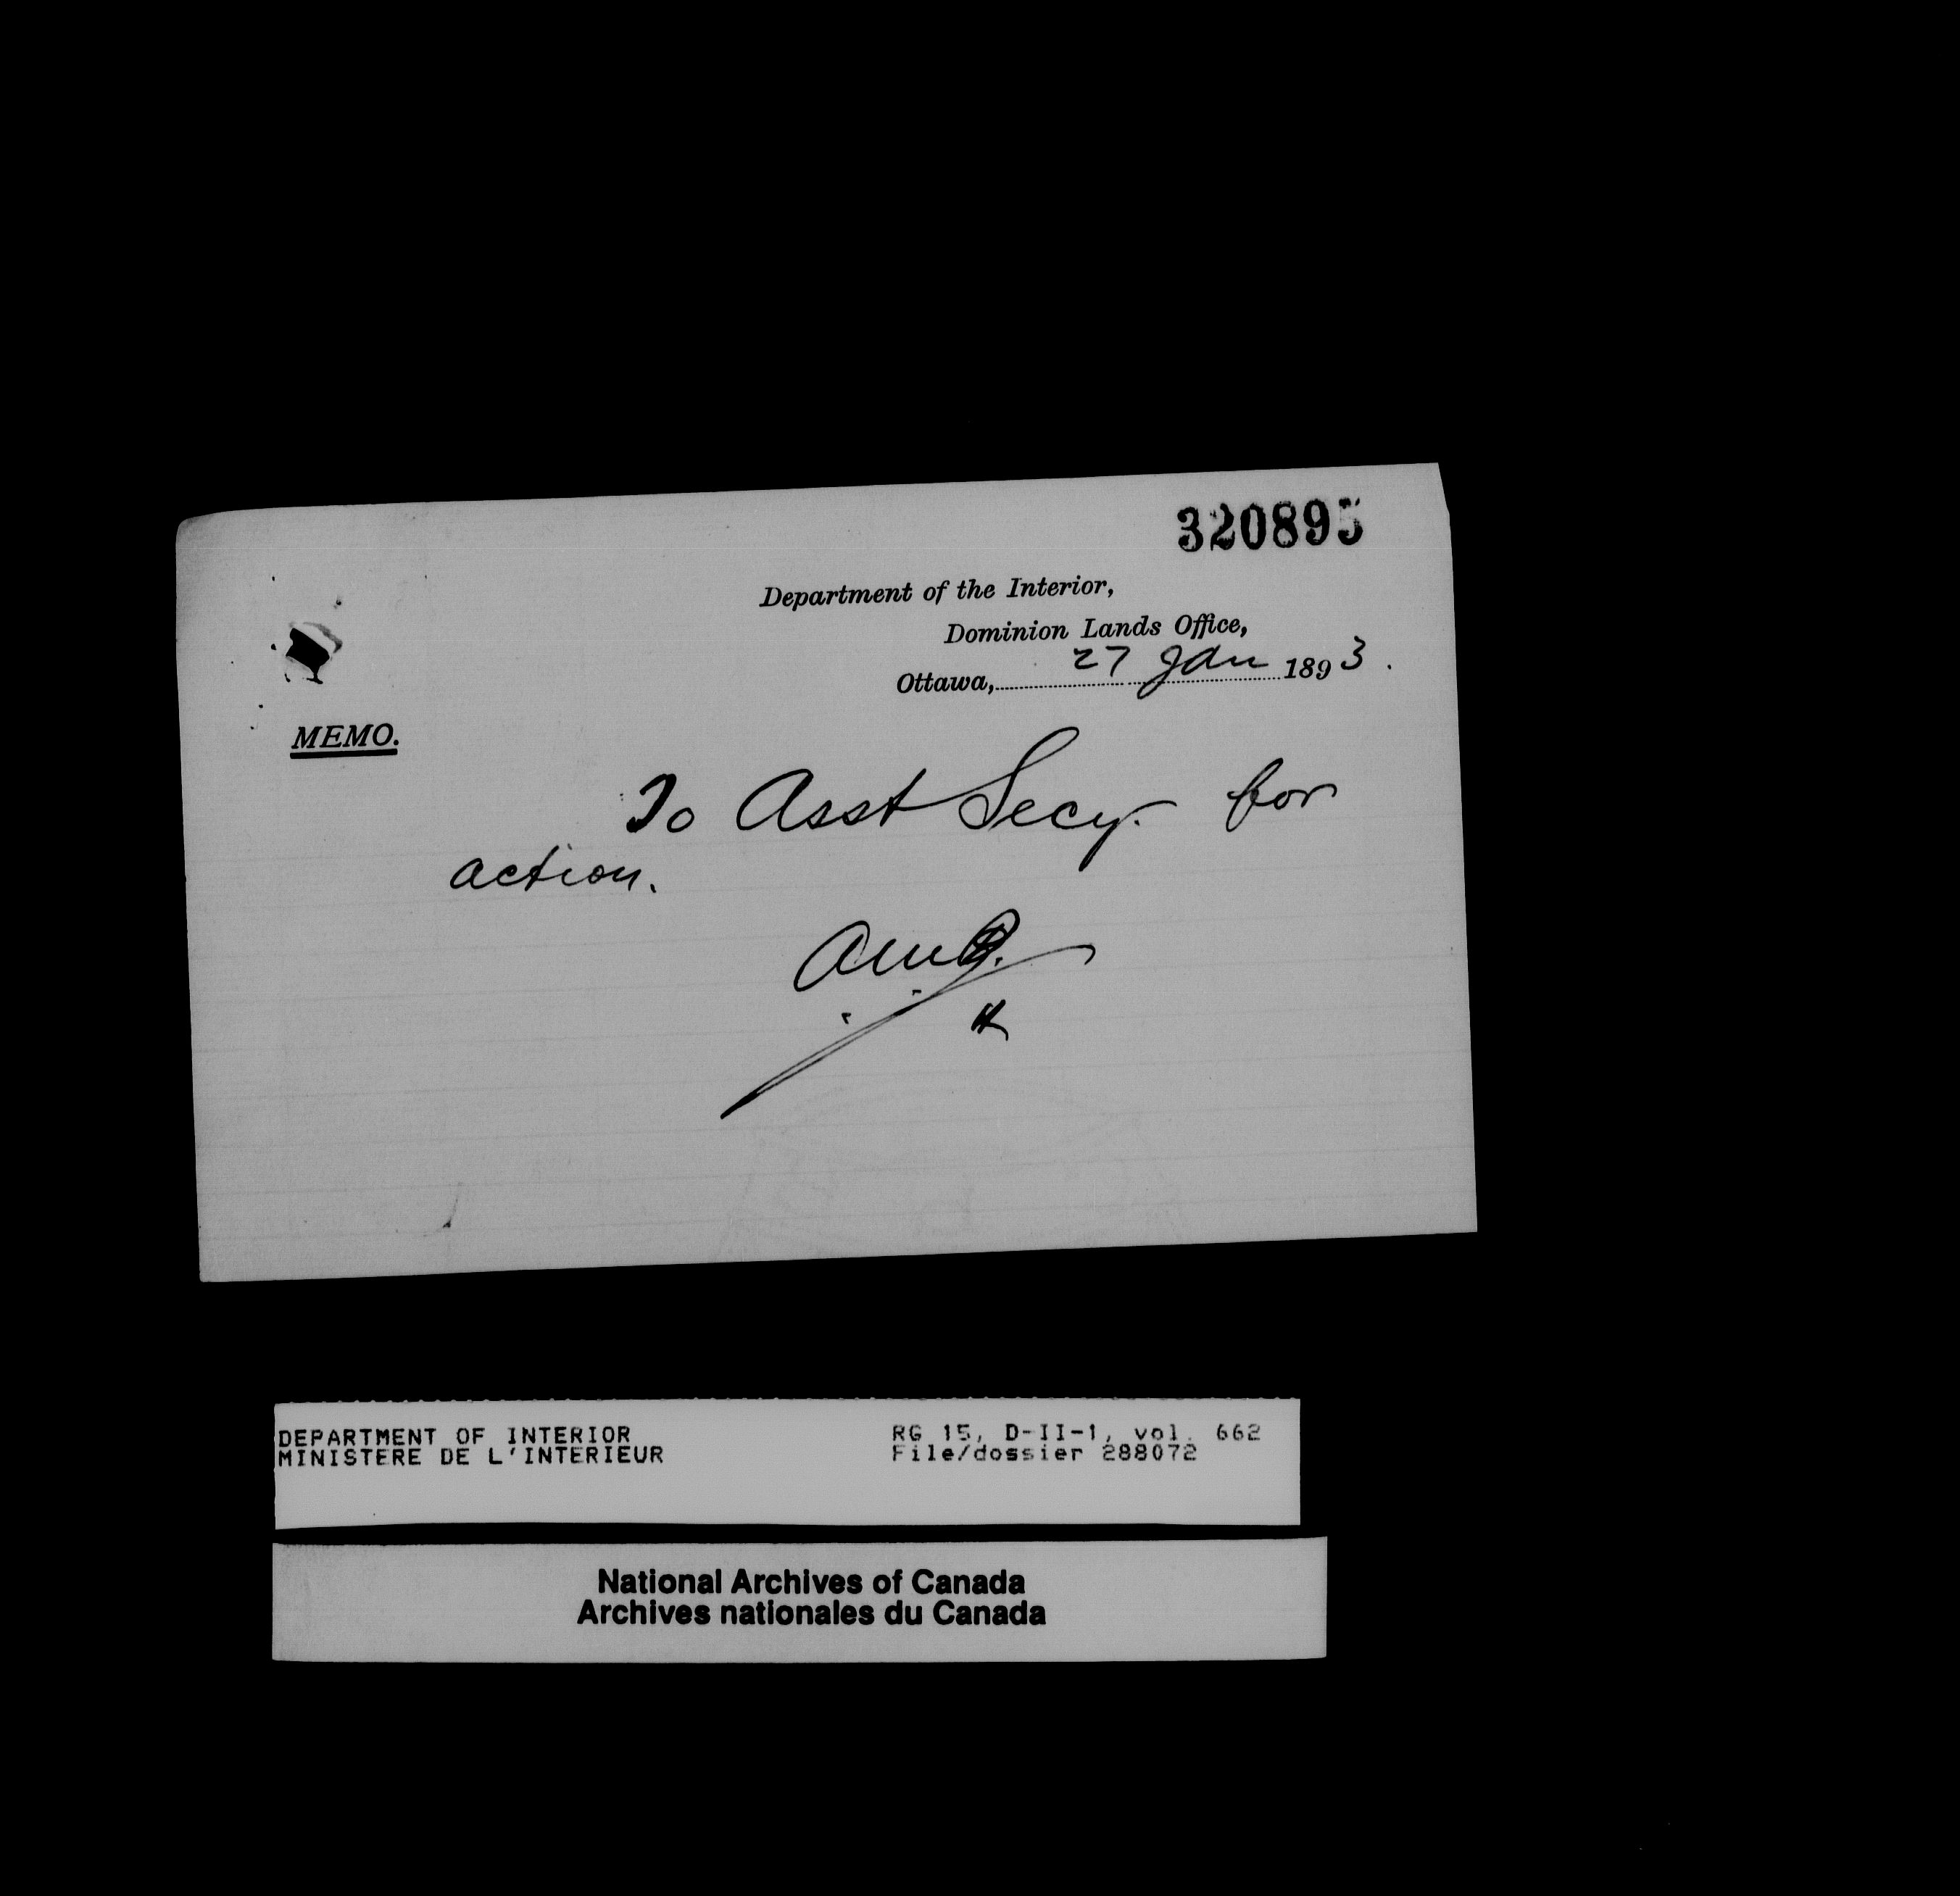 320895
Department of the Interior,
Dominion Lands Office,
Ottawa, 27 Jan 1893.
MEMO.
To Asst Secy. for
action.
DEPARTMENT OF INTERIOR
MINISTERE DE L'INTERIEUR
RG 15, D-II-1, vol. 662
File/dossier 288072
National Archives of Canada
Archives nationales du Canada